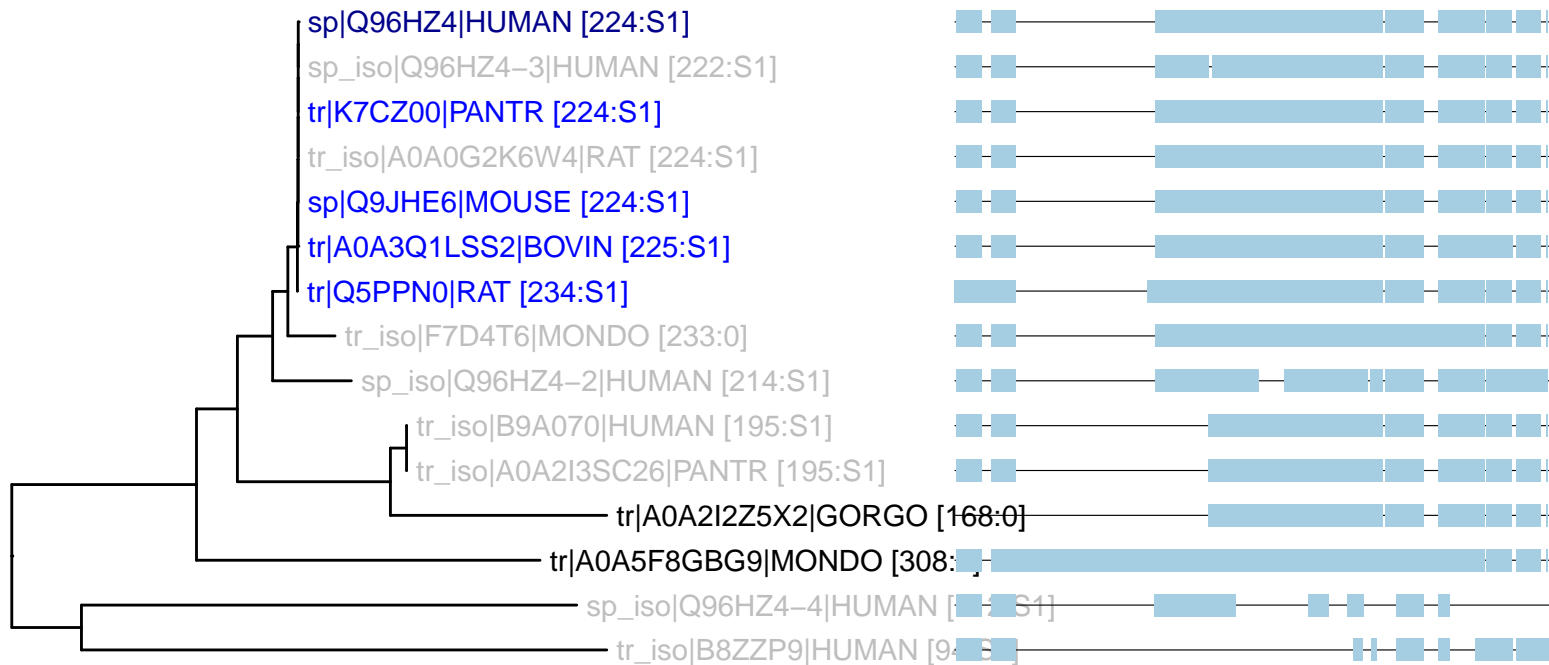 sp|Q96HZ4|HUMAN [224:S1]
sp_iso|Q96HZ4−3|HUMAN [222:S1]
tr|K7CZ00|PANTR [224:S1]
tr_iso|A0A0G2K6W4|RAT [224:S1]
sp|Q9JHE6|MOUSE [224:S1]
tr|A0A3Q1LSS2|BOVIN [225:S1]
tr|Q5PPN0|RAT [234:S1]
tr_iso|F7D4T6|MONDO [233:0]
sp_iso|Q96HZ4−2|HUMAN [214:S1]
tr_iso|B9A070|HUMAN [195:S1]
tr_iso|A0A2I3SC26|PANTR [195:S1]
tr|A0A2I2Z5X2|GORGO [168:0]
tr|A0A5F8GBG9|MONDO [308:
sp_iso|Q96HZ4−4|HUMAN
tr_iso|B8ZZP9|HUMAN